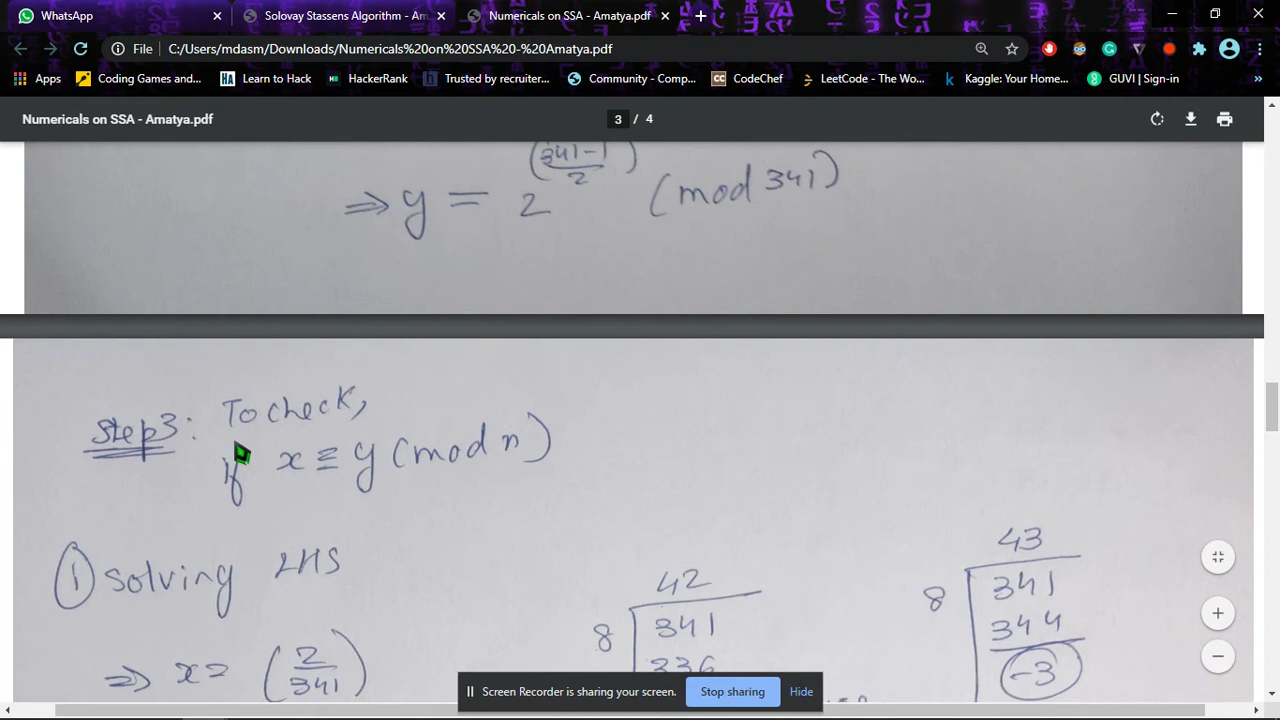 WhatsApp
Solovay Stassens Algorithm - Am
Numericals on SSA - Amatya.pdf
File C:/Users/mdasm/Downloads/Numericals%20on%20SSA%20-%20Amatya.pdf
Apps
Coding Games and...
Learn to Hack
HackerRank
Trusted by recruiter...
Community - Comp...
CodeChef
LeetCode - The Wo...
Kaggle: Your Home...
GUVI | Sign-in
Numericals on SSA - Amatya.pdf
3 / 4
⇒ y = 2^((341-1)/2) (mod 341)
Step3: To check,
If x ≡ y (mod n)
① solving LHS
⇒ x = (2/341)
42
8 341
336
43
8 341
344
-3
Screen Recorder is sharing your screen.
Stop sharing
Hide